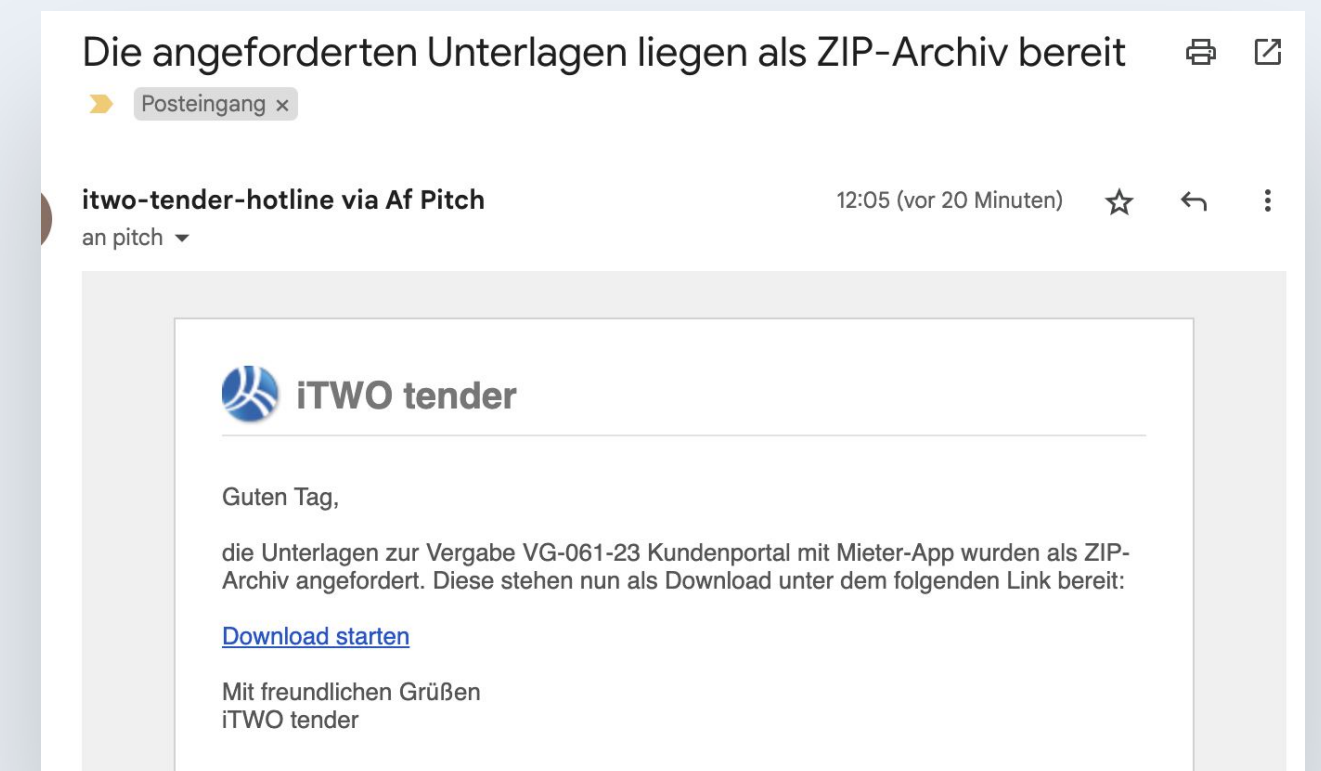 Die angeforderten Unterlagen liegen als ZIP-Archiv bereit
Posteingang ×
itwo-tender-hotline via Af Pitch
12:05 (vor 20 Minuten)
an pitch
iTWO tender
Guten Tag,
die Unterlagen zur Vergabe VG-061-23 Kundenportal mit Mieter-App wurden als ZIP-
Archiv angefordert. Diese stehen nun als Download unter dem folgenden Link bereit:
Download starten
Mit freundlichen Grüßen
iTWO tender